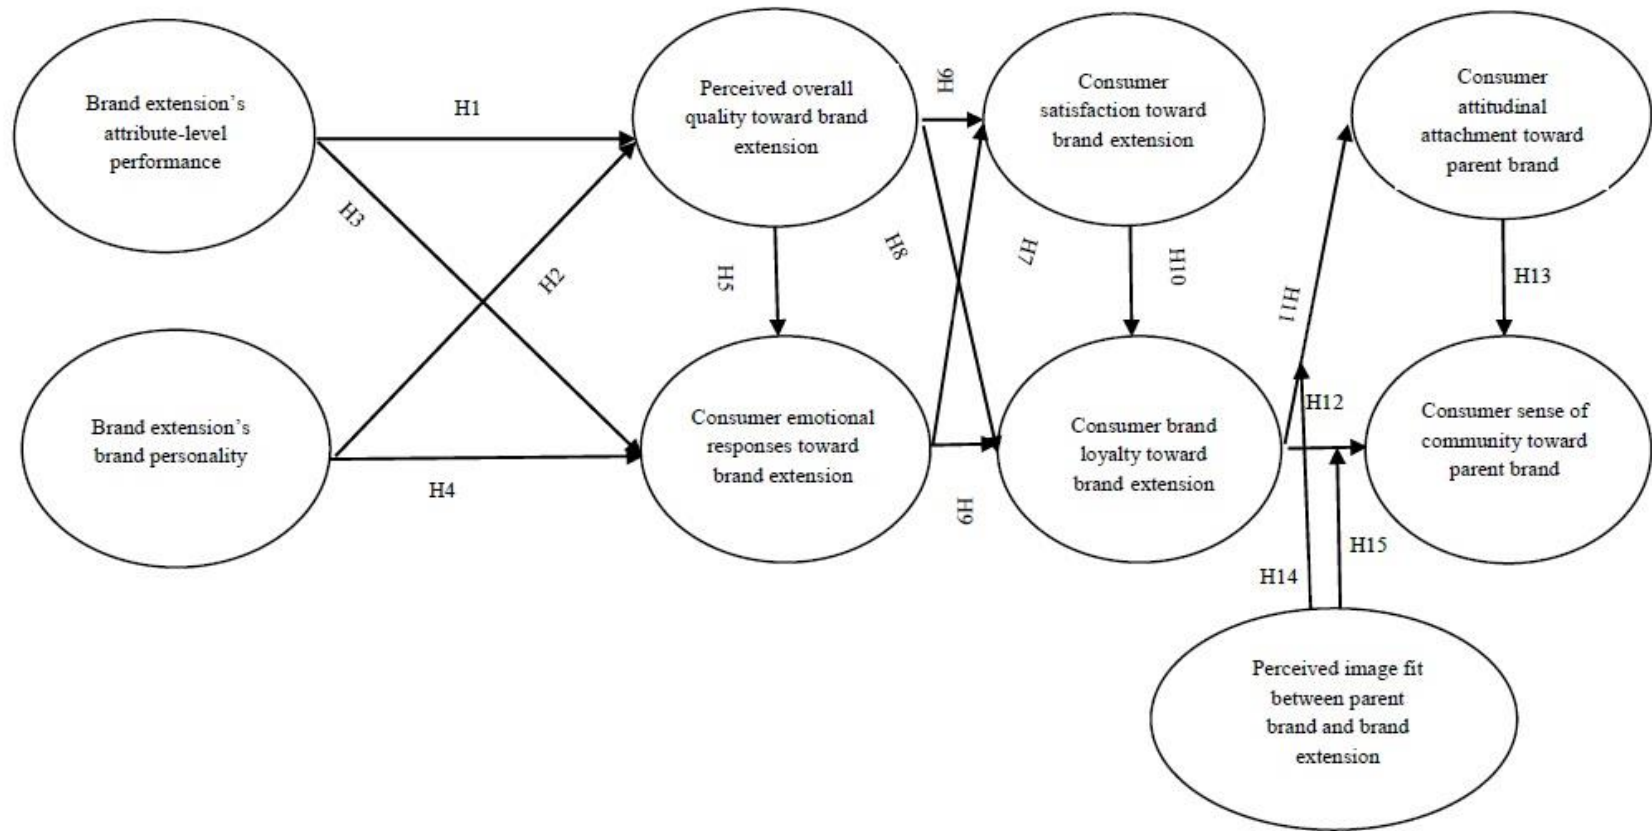 Brand extension’s
attribute-level
performance
H1
Perceived overall
quality toward brand
extension
H6
Consumer
satisfaction toward
brand extension
Consumer
attitudinal
attachment toward
parent brand
H3
H2
H5
H8
H7
H10
H11
H13
Brand extension’s
brand personality
H4
Consumer emotional
responses toward
brand extension
H9
Consumer brand
loyalty toward
brand extension
H12
Consumer sense of
community toward
parent brand
H14
H15
Perceived image fit
between parent
brand and brand
extension